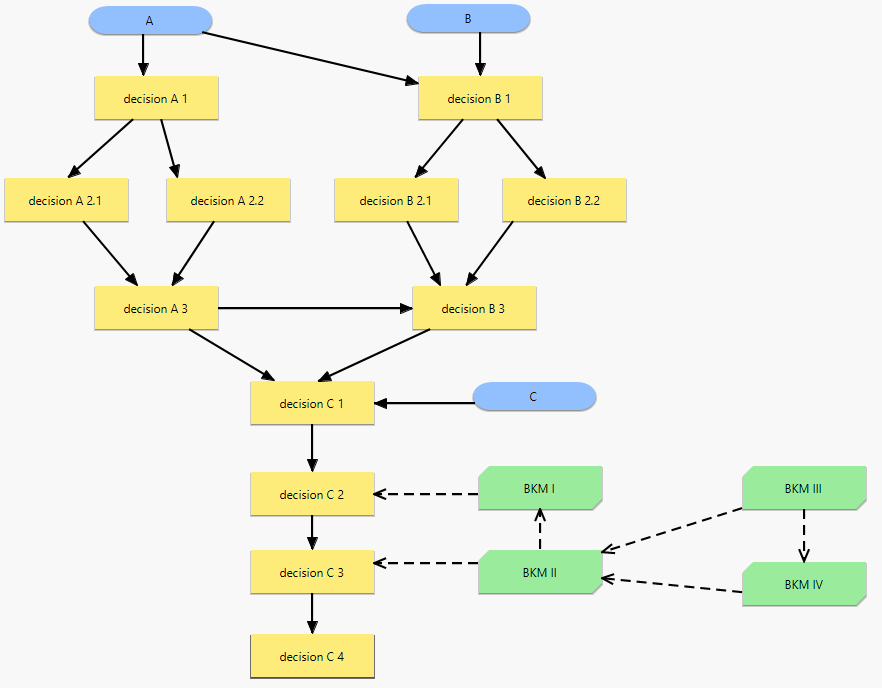 A
B
decision A 1
decision B 1
decision A 2.1
decision A 2.2
decision B 2.1
decision B 2.2
decision A 3
decision B 3
decision C 1
C
decision C 2
BKM I
BKM III
decision C 3
BKM II
BKM IV
decision C 4